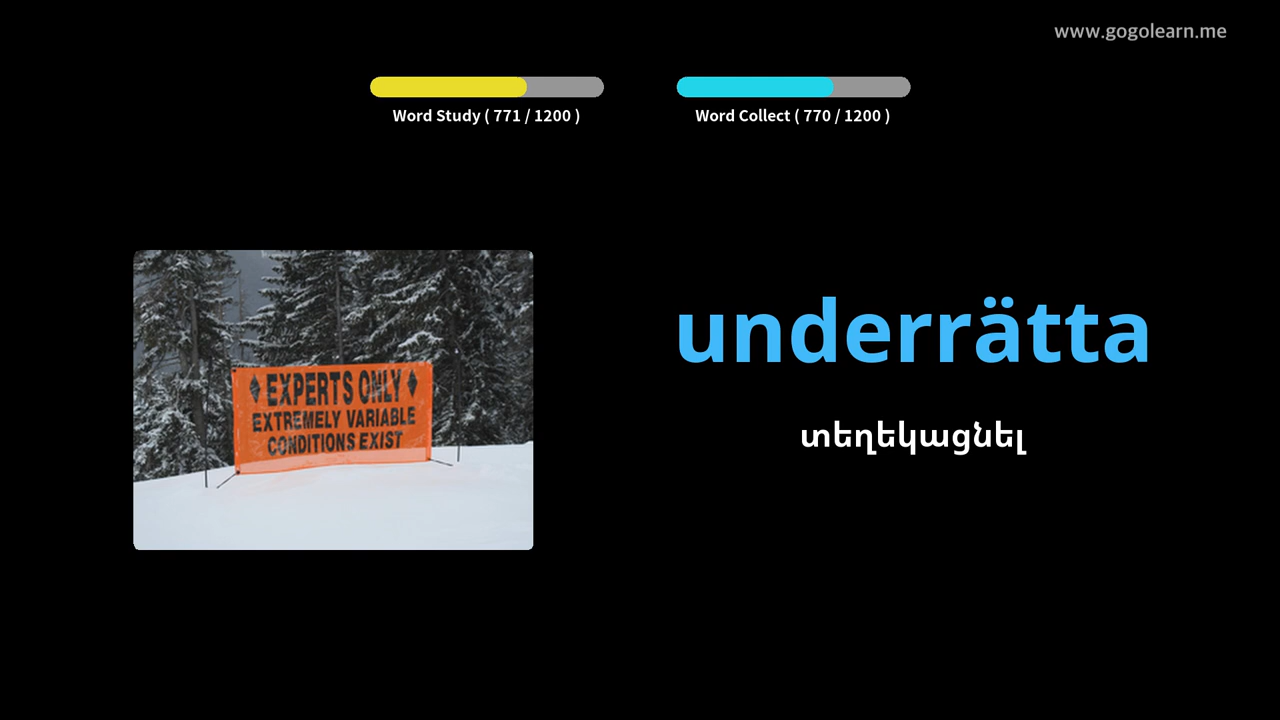 www.gogolearn.me
Word Study ( 771 / 1200 )
Word Collect ( 770 / 1200 )
EXPERTS ONLY
EXTREMELY VARIABLE
CONDITIONS EXIST
underrätta
տեղեկացնել